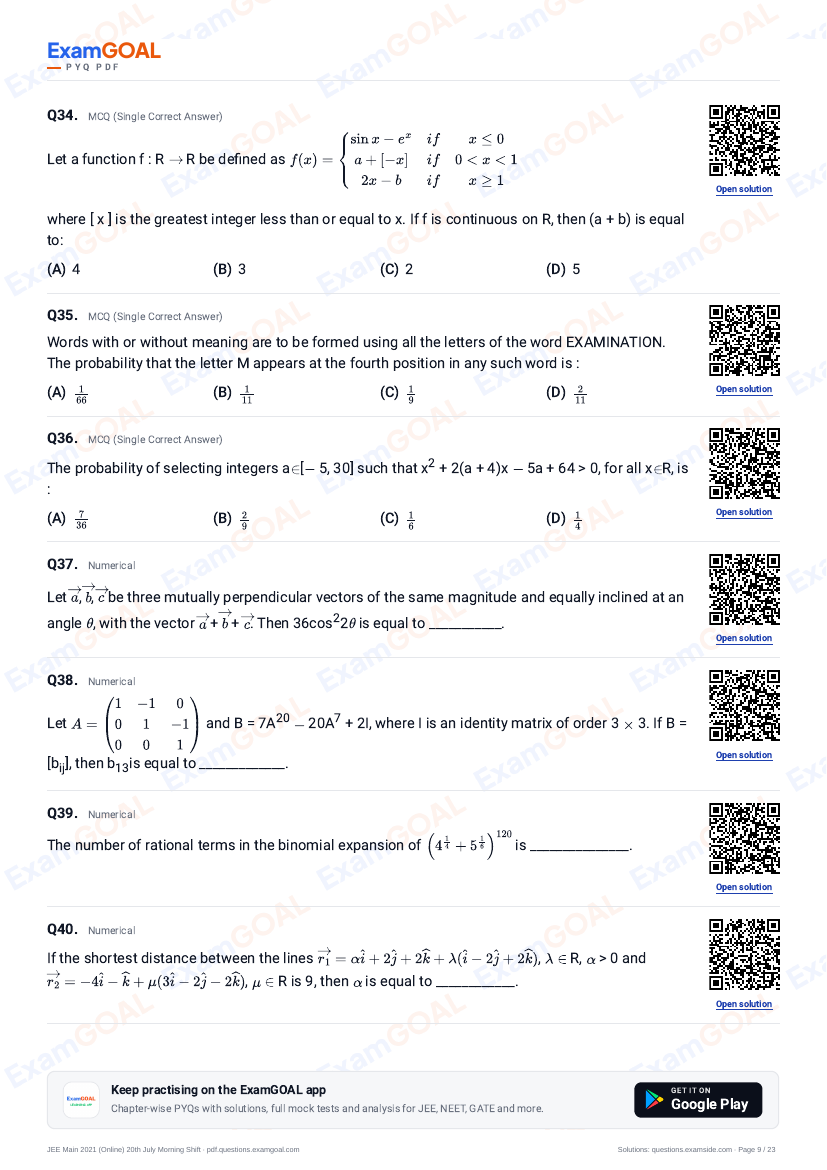 ExamGOAL
PYQ PDF
Q34. MCQ (Single Correct Answer)
Let a function f : R → R be defined as f(x) = { sin x − eˣ if x ≤ 0
a + [−x] if 0 < x < 1
2x − b if x ≥ 1
Open solution
where [ x ] is the greatest integer less than or equal to x. If f is continuous on R, then (a + b) is equal
to:
(A) 4 (B) 3 (C) 2 (D) 5
Q35. MCQ (Single Correct Answer)
Words with or without meaning are to be formed using all the letters of the word EXAMINATION.
The probability that the letter M appears at the fourth position in any such word is :
Open solution
(A) 1/66 (B) 1/11 (C) 1/9 (D) 2/11
Q36. MCQ (Single Correct Answer)
The probability of selecting integers a∈[− 5, 30] such that x² + 2(a + 4)x − 5a + 64 > 0, for all x∈R, is
:
Open solution
(A) 7/36 (B) 2/9 (C) 1/6 (D) 1/4
Q37. Numerical
Let a⃗, b⃗, c⃗ be three mutually perpendicular vectors of the same magnitude and equally inclined at an
angle θ, with the vector a⃗ + b⃗ + c⃗. Then 36cos²2θ is equal to ___________.
Open solution
Q38. Numerical
Let A = (1 −1 0
0 1 −1
0 0 1) and B = 7A²⁰ − 20A⁷ + 2I, where I is an identity matrix of order 3 × 3. If B =
[b_ij], then b₁₃is equal to _____________.
Open solution
Q39. Numerical
The number of rational terms in the binomial expansion of (4^(1/4) + 5^(1/6))^120 is _______________.
Open solution
Q40. Numerical
If the shortest distance between the lines r₁⃗ = αî + 2ĵ + 2k̂ + λ(î − 2ĵ + 2k̂), λ ∈ R, α > 0 and
r₂⃗ = −4î − k̂ + μ(3î − 2ĵ − 2k̂), μ ∈ R is 9, then α is equal to ____________.
Open solution
ExamGOAL
Keep practising on the ExamGOAL app
Chapter-wise PYQs with solutions, full mock tests and analysis for JEE, NEET, GATE and more.
GET IT ON
Google Play
JEE Main 2021 (Online) 20th July Morning Shift · pdf.questions.examgoal.com
Solutions: questions.examside.com · Page 9 / 23